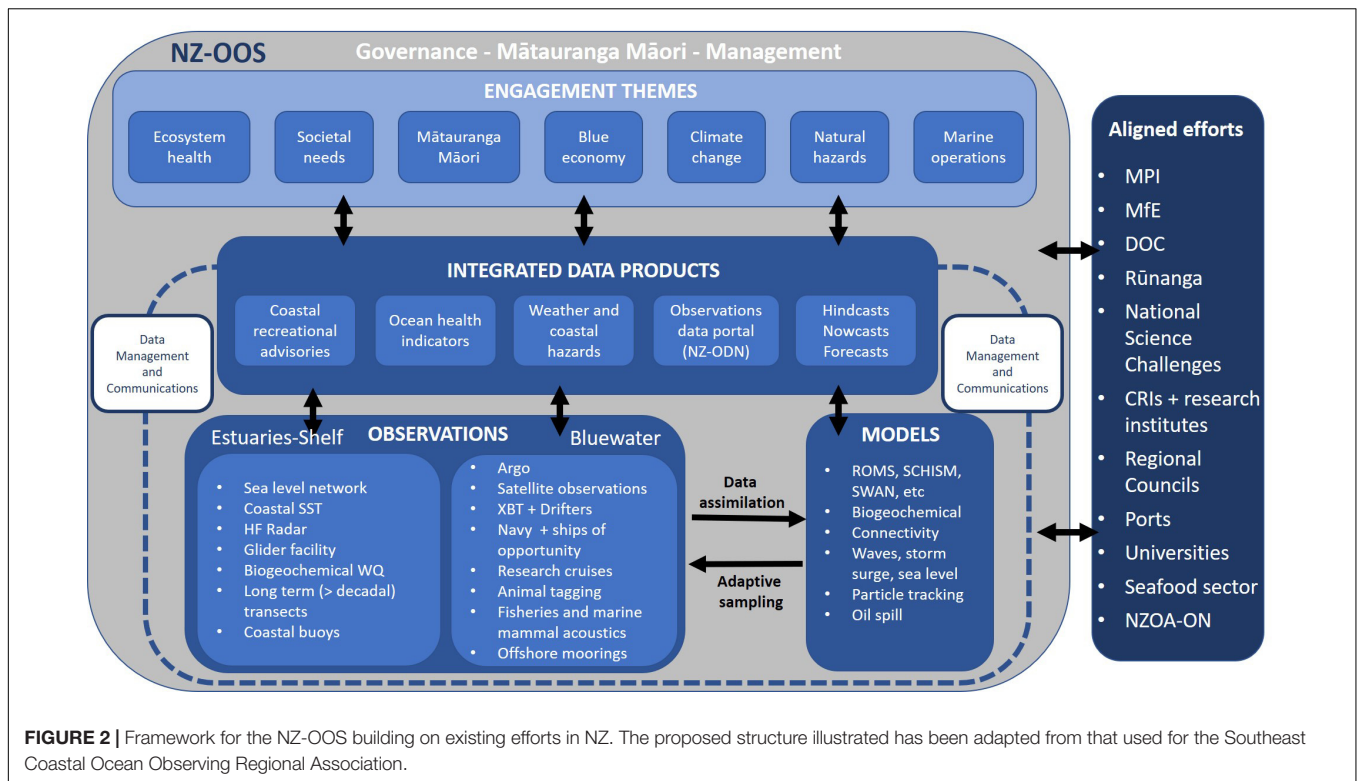 NZ-OOS
Governance - Mātauranga Māori - Management
ENGAGEMENT THEMES
Ecosystem
health
Societal
needs
Mātauranga
Māori
Blue
economy
Climate
change
Natural
hazards
Marine
operations
INTEGRATED DATA PRODUCTS
Coastal
recreational
advisories
Ocean health
indicators
Weather and
coastal
hazards
Observations
data portal
(NZ-ODN)
Hindcasts
Nowcasts
Forecasts
Data
Management
and
Communications
Data
Management
and
Communications
Estuaries-Shelf
OBSERVATIONS
Bluewater
• Sea level network
• Coastal SST
• HF Radar
• Glider facility
• Biogeochemical WQ
• Long term (> decadal)
transects
• Coastal buoys
• Argo
• Satellite observations
• XBT + Drifters
• Navy + ships of
opportunity
• Research cruises
• Animal tagging
• Fisheries and marine
mammal acoustics
• Offshore moorings
Data
assimilation
Adaptive
sampling
MODELS
• ROMS, SCHISM,
SWAN, etc
• Biogeochemical
• Connectivity
• Waves, storm
surge, sea level
• Particle tracking
• Oil spill
Aligned efforts
• MPI
• MfE
• DOC
• Rūnanga
• National
Science
Challenges
• CRIs + research
institutes
• Regional
Councils
• Ports
• Universities
• Seafood sector
• NZOA-ON
FIGURE 2 | Framework for the NZ-OOS building on existing efforts in NZ. The proposed structure illustrated has been adapted from that used for the Southeast
Coastal Ocean Observing Regional Association.